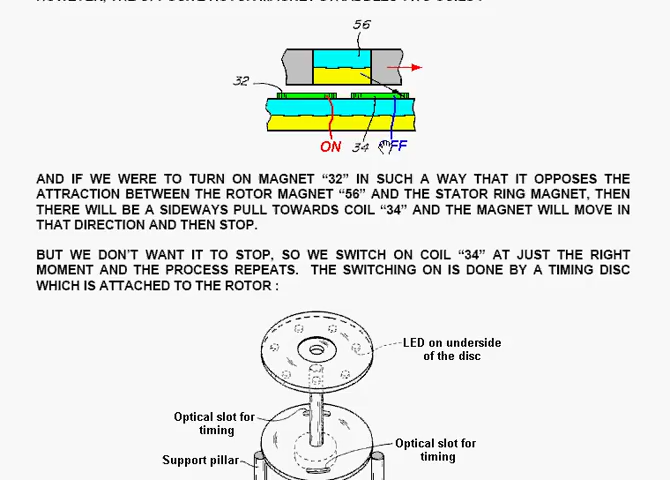 56
32
ON 34 OFF
AND IF WE WERE TO TURN ON MAGNET “32” IN SUCH A WAY THAT IT OPPOSES THE
ATTRACTION BETWEEN THE ROTOR MAGNET “56” AND THE STATOR RING MAGNET, THEN
THERE WILL BE A SIDEWAYS PULL TOWARDS COIL “34” AND THE MAGNET WILL MOVE IN
THAT DIRECTION AND THEN STOP.
BUT WE DON’T WANT IT TO STOP, SO WE SWITCH ON COIL “34” AT JUST THE RIGHT
MOMENT AND THE PROCESS REPEATS. THE SWITCHING ON IS DONE BY A TIMING DISC
WHICH IS ATTACHED TO THE ROTOR :
LED on underside
of the disc
Optical slot for
timing
Optical slot for
timing
Support pillar